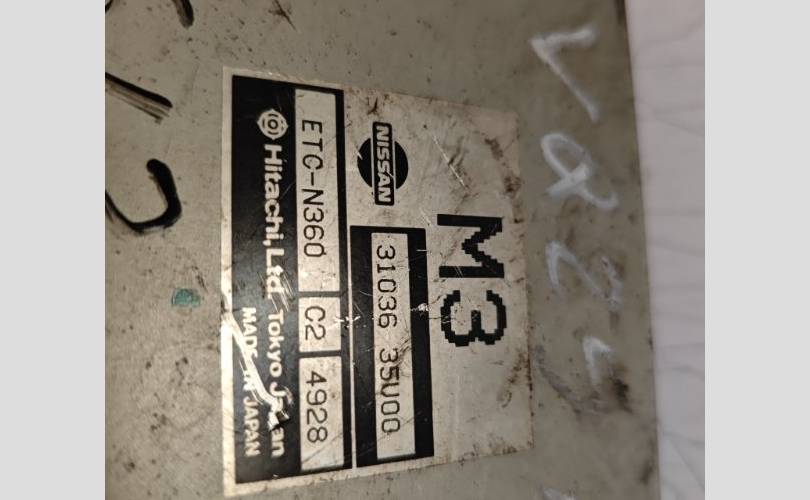 M3
NISSAN
31036 35U00
ETC-N360 C2 4928
Hitachi, Ltd Tokyo Japan
MADE IN JAPAN